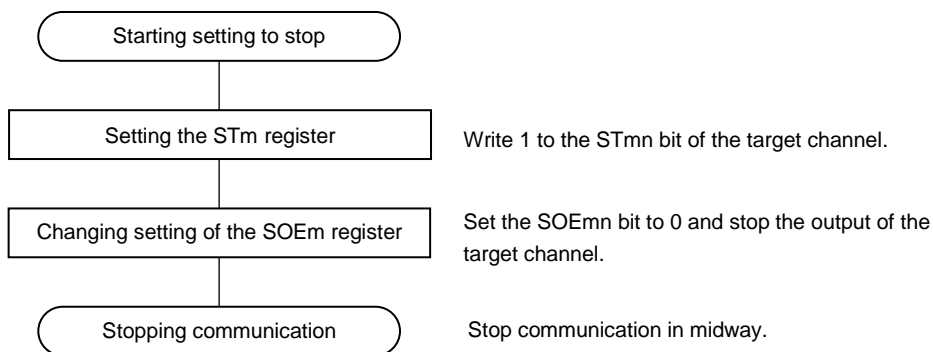 Starting setting to stop
Setting the STm register
Write 1 to the STmn bit of the target channel.
Changing setting of the SOEm register
Set the SOEmn bit to 0 and stop the output of the
target channel.
Stopping communication
Stop communication in midway.